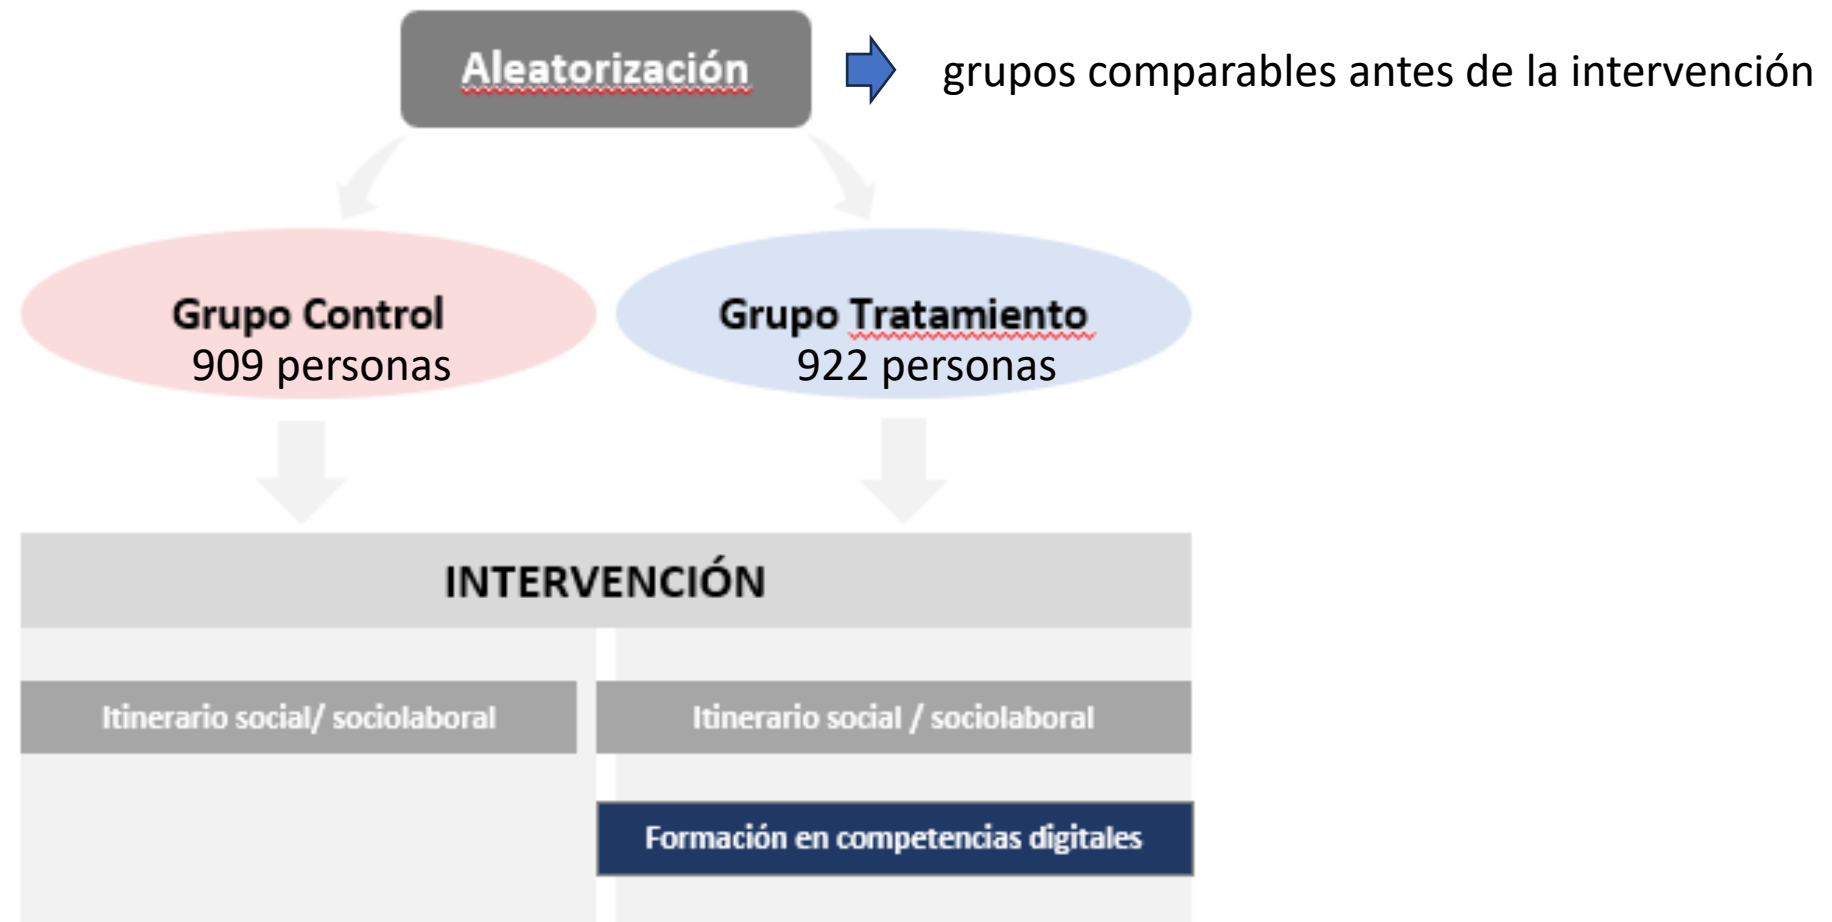 Aleatorización
grupos comparables antes de la intervención
Grupo Control
909 personas
Grupo Tratamiento
922 personas
INTERVENCIÓN
Itinerario social/ sociolaboral
Itinerario social / sociolaboral
Formación en competencias digitales